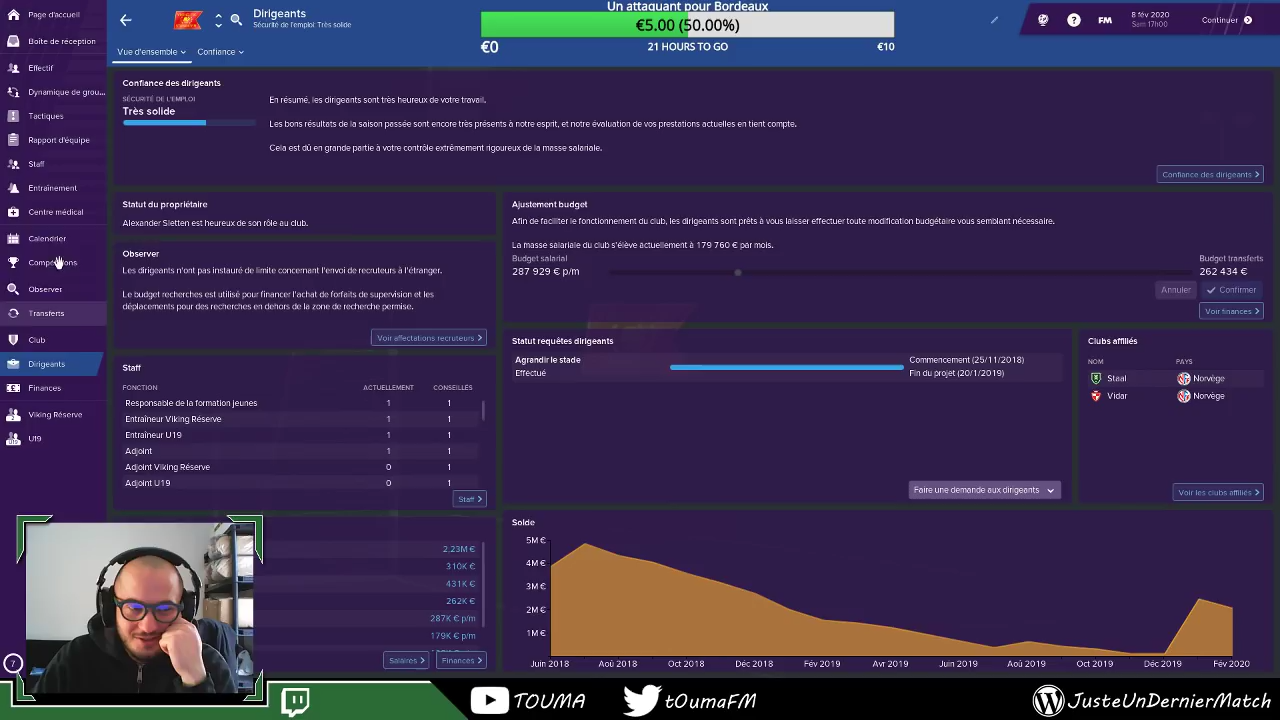 Un attaquant pour Bordeaux
€5.00 (50.00%)
€0
21 HOURS TO GO
€10
Page d'accueil
Boîte de réception
Effectif
Dynamique de grou...
Tactiques
Rapport d'équipe
Staff
Entraînement
Centre médical
Calendrier
Compétitions
Observer
Transferts
Club
Dirigeants
Finances
Viking Réserve
U19
Dirigeants
Sécurité de l'emploi: Très solide
FM
8 fév 2020
Sam 17h00
Continuer
Vue d'ensemble
Confiance
Confiance des dirigeants
SÉCURITÉ DE L'EMPLOI
Très solide
En résumé, les dirigeants sont très heureux de votre travail.
Les bons résultats de la saison passée sont encore très présents à notre esprit, et notre évaluation de vos prestations actuelles en tient compte.
Cela est dû en grande partie à votre contrôle extrêmement rigoureux de la masse salariale.
Confiance des dirigeants
Statut du propriétaire
Alexander Sletten est heureux de son rôle au club.
Observer
Les dirigeants n'ont pas instauré de limite concernant l'envoi de recruteurs à l'étranger.
Le budget recherches est utilisé pour financer l'achat de forfaits de supervision et les
déplacements pour des recherches en dehors de la zone de recherche permise.
Voir affectations recruteurs
Ajustement budget
Afin de faciliter le fonctionnement du club, les dirigeants sont prêts à vous laisser effectuer toute modification budgétaire vous semblant nécessaire.
La masse salariale du club s'élève actuellement à 179 760 € par mois.
Budget salarial
287 929 € p/m
Budget transferts
262 434 €
Annuler
Confirmer
Voir finances
Staff
FONCTION ACTUELLEMENT CONSEILLÉS
Responsable de la formation jeunes 1 1
Entraîneur Viking Réserve 1 1
Entraîneur U19 1 1
Adjoint 1 1
Adjoint Viking Réserve 0 1
Adjoint U19 0 1
Staff
Statut requêtes dirigeants
Agrandir le stade
Effectué
Commencement (25/11/2018)
Fin du projet (20/1/2019)
Faire une demande aux dirigeants
Clubs affiliés
NOM PAYS
Staal Norvège
Vidar Norvège
Voir les clubs affiliés
2,23M €
310K €
431K €
262K €
287K € p/m
179K € p/m
Salaires
Finances
Solde
5M €
4M €
3M €
2M €
1M €
Juin 2018 Aoû 2018 Oct 2018 Déc 2018 Fév 2019 Avr 2019 Juin 2019 Aoû 2019 Oct 2019 Déc 2019 Fév 2020
7
TOUMA
tOumaFM
JusteUnDernierMatch